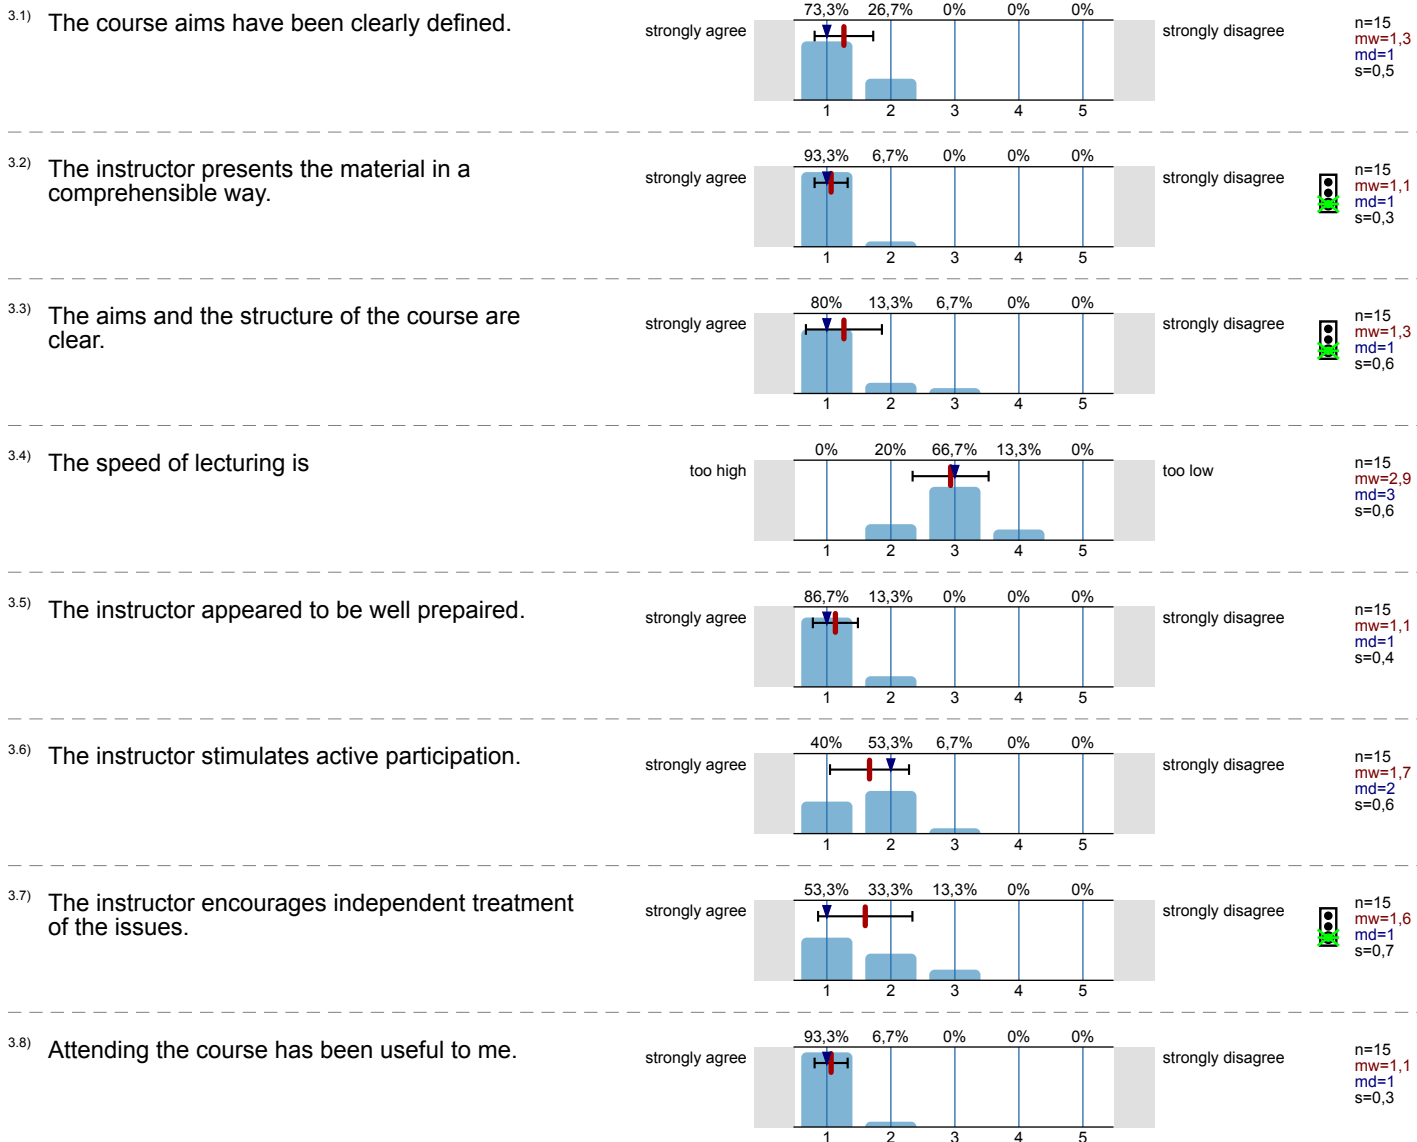 3.1) The course aims have been clearly defined.
73,3% 26,7% 0% 0% 0%
strongly agree strongly disagree
n=15
mw=1,3
md=1
s=0,5
1 2 3 4 5
3.2) The instructor presents the material in a
comprehensible way.
93,3% 6,7% 0% 0% 0%
strongly agree strongly disagree
n=15
mw=1,1
md=1
s=0,3
1 2 3 4 5
3.3) The aims and the structure of the course are
clear.
80% 13,3% 6,7% 0% 0%
strongly agree strongly disagree
n=15
mw=1,3
md=1
s=0,6
1 2 3 4 5
3.4) The speed of lecturing is
0% 20% 66,7% 13,3% 0%
too high too low
n=15
mw=2,9
md=3
s=0,6
1 2 3 4 5
3.5) The instructor appeared to be well prepaired.
86,7% 13,3% 0% 0% 0%
strongly agree strongly disagree
n=15
mw=1,1
md=1
s=0,4
1 2 3 4 5
3.6) The instructor stimulates active participation.
40% 53,3% 6,7% 0% 0%
strongly agree strongly disagree
n=15
mw=1,7
md=2
s=0,6
1 2 3 4 5
3.7) The instructor encourages independent treatment
of the issues.
53,3% 33,3% 13,3% 0% 0%
strongly agree strongly disagree
n=15
mw=1,6
md=1
s=0,7
1 2 3 4 5
3.8) Attending the course has been useful to me.
93,3% 6,7% 0% 0% 0%
strongly agree strongly disagree
n=15
mw=1,1
md=1
s=0,3
1 2 3 4 5